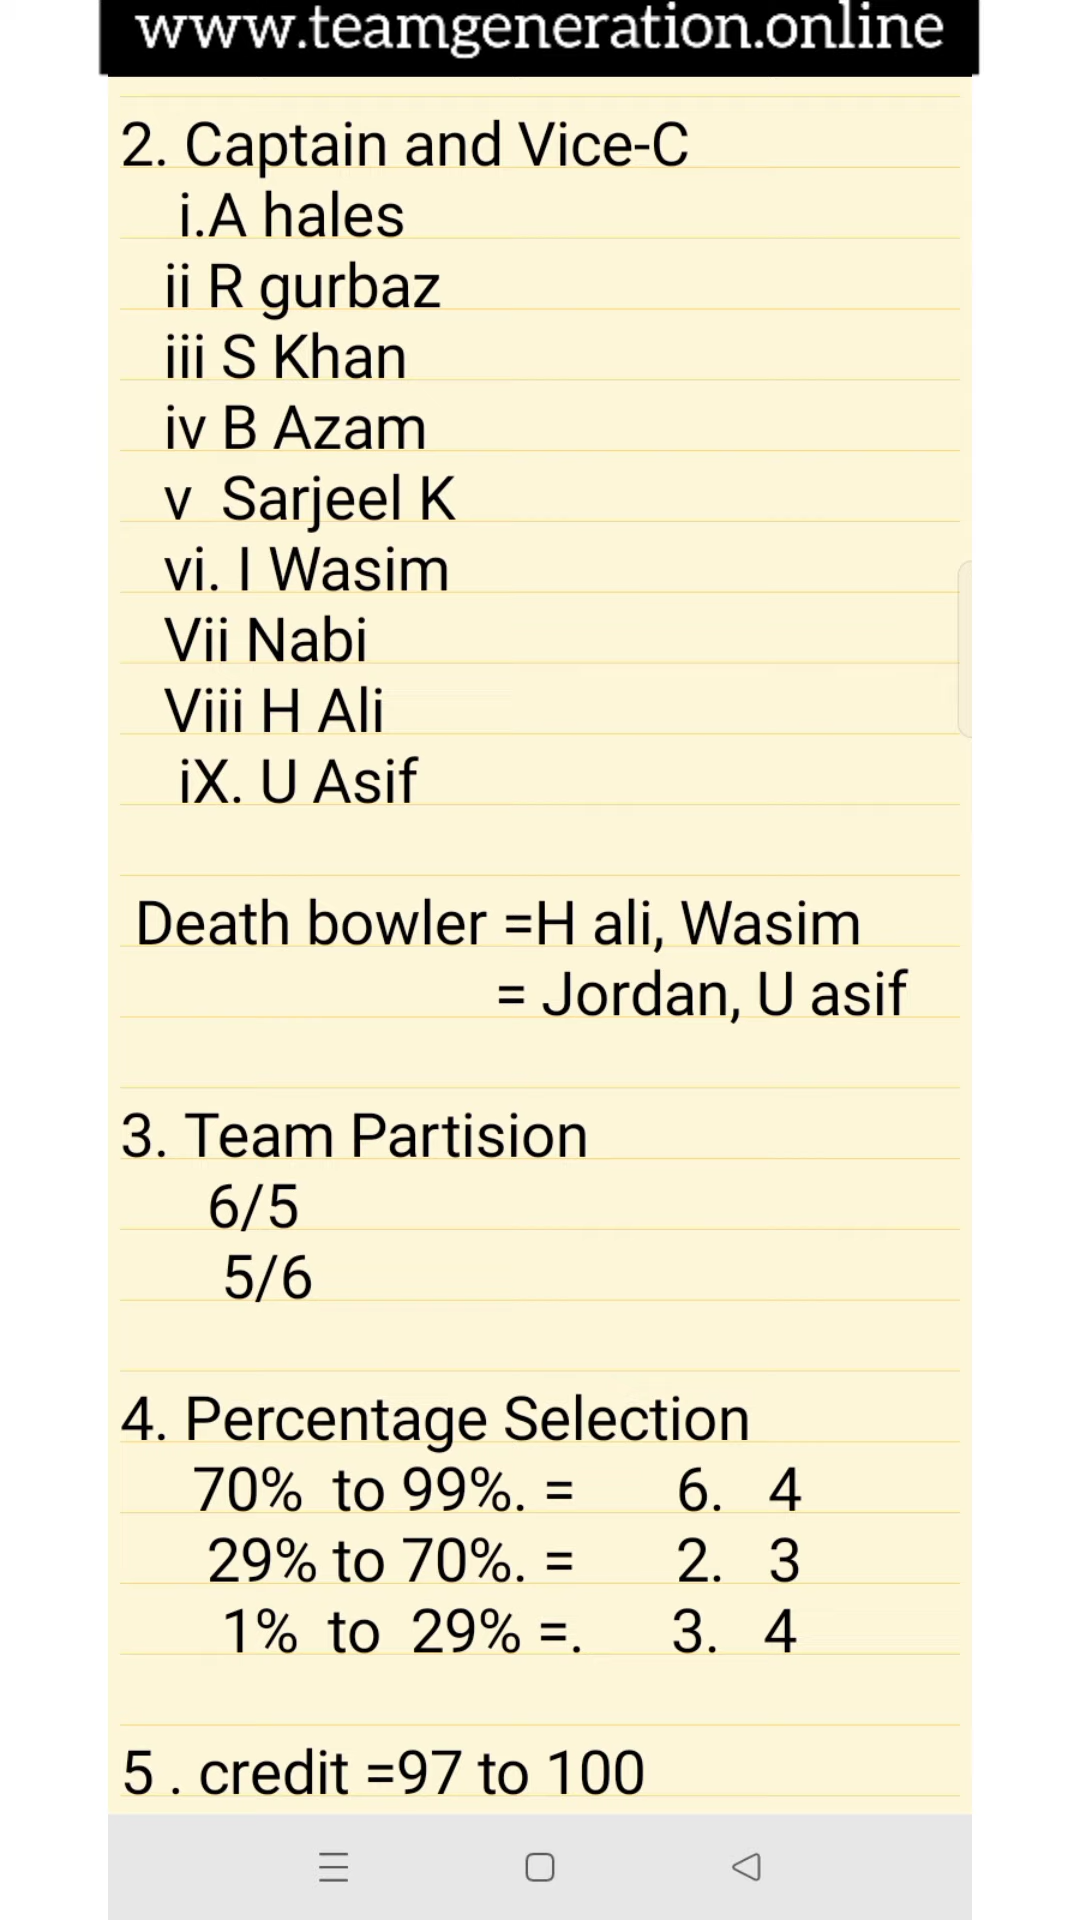 www.teamgeneration.online
2. Captain and Vice-C
i.A hales
ii R gurbaz
iii S Khan
iv B Azam
v Sarjeel K
vi. I Wasim
Vii Nabi
Viii H Ali
iX. U Asif
Death bowler =H ali, Wasim
= Jordan, U asif
3. Team Partision
6/5
5/6
4. Percentage Selection
70% to 99%. = 6. 4
29% to 70%. = 2. 3
1% to 29% =. 3. 4
5 . credit =97 to 100